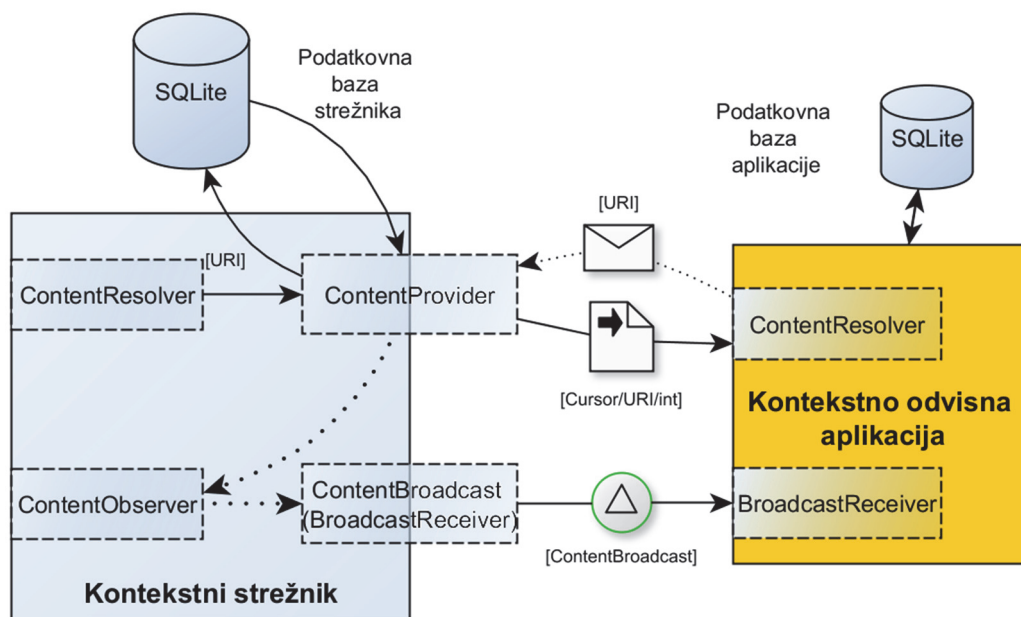 SQLite
Podatkovna
baza
strežnika
Podatkovna
baza
aplikacije
SQLite
[URI]
[URI]
ContentResolver
ContentProvider
ContentResolver
[Cursor/URI/int]
Kontekstno odvisna
aplikacija
ContentObserver
ContentBroadcast
(BroadcastReceiver)
BroadcastReceiver
[ContentBroadcast]
Kontekstni strežnik